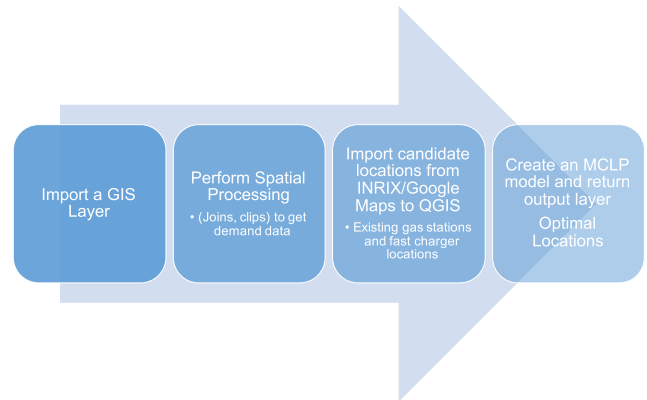 Import a GIS
Layer
Perform Spatial
Processing
• (Joins, clips) to get
demand data
Import candidate
locations from
INRIX/Google
Maps to QGIS
• Existing gas stations
and fast charger
locations
Create an MCLP
model and return
output layer
Optimal
Locations